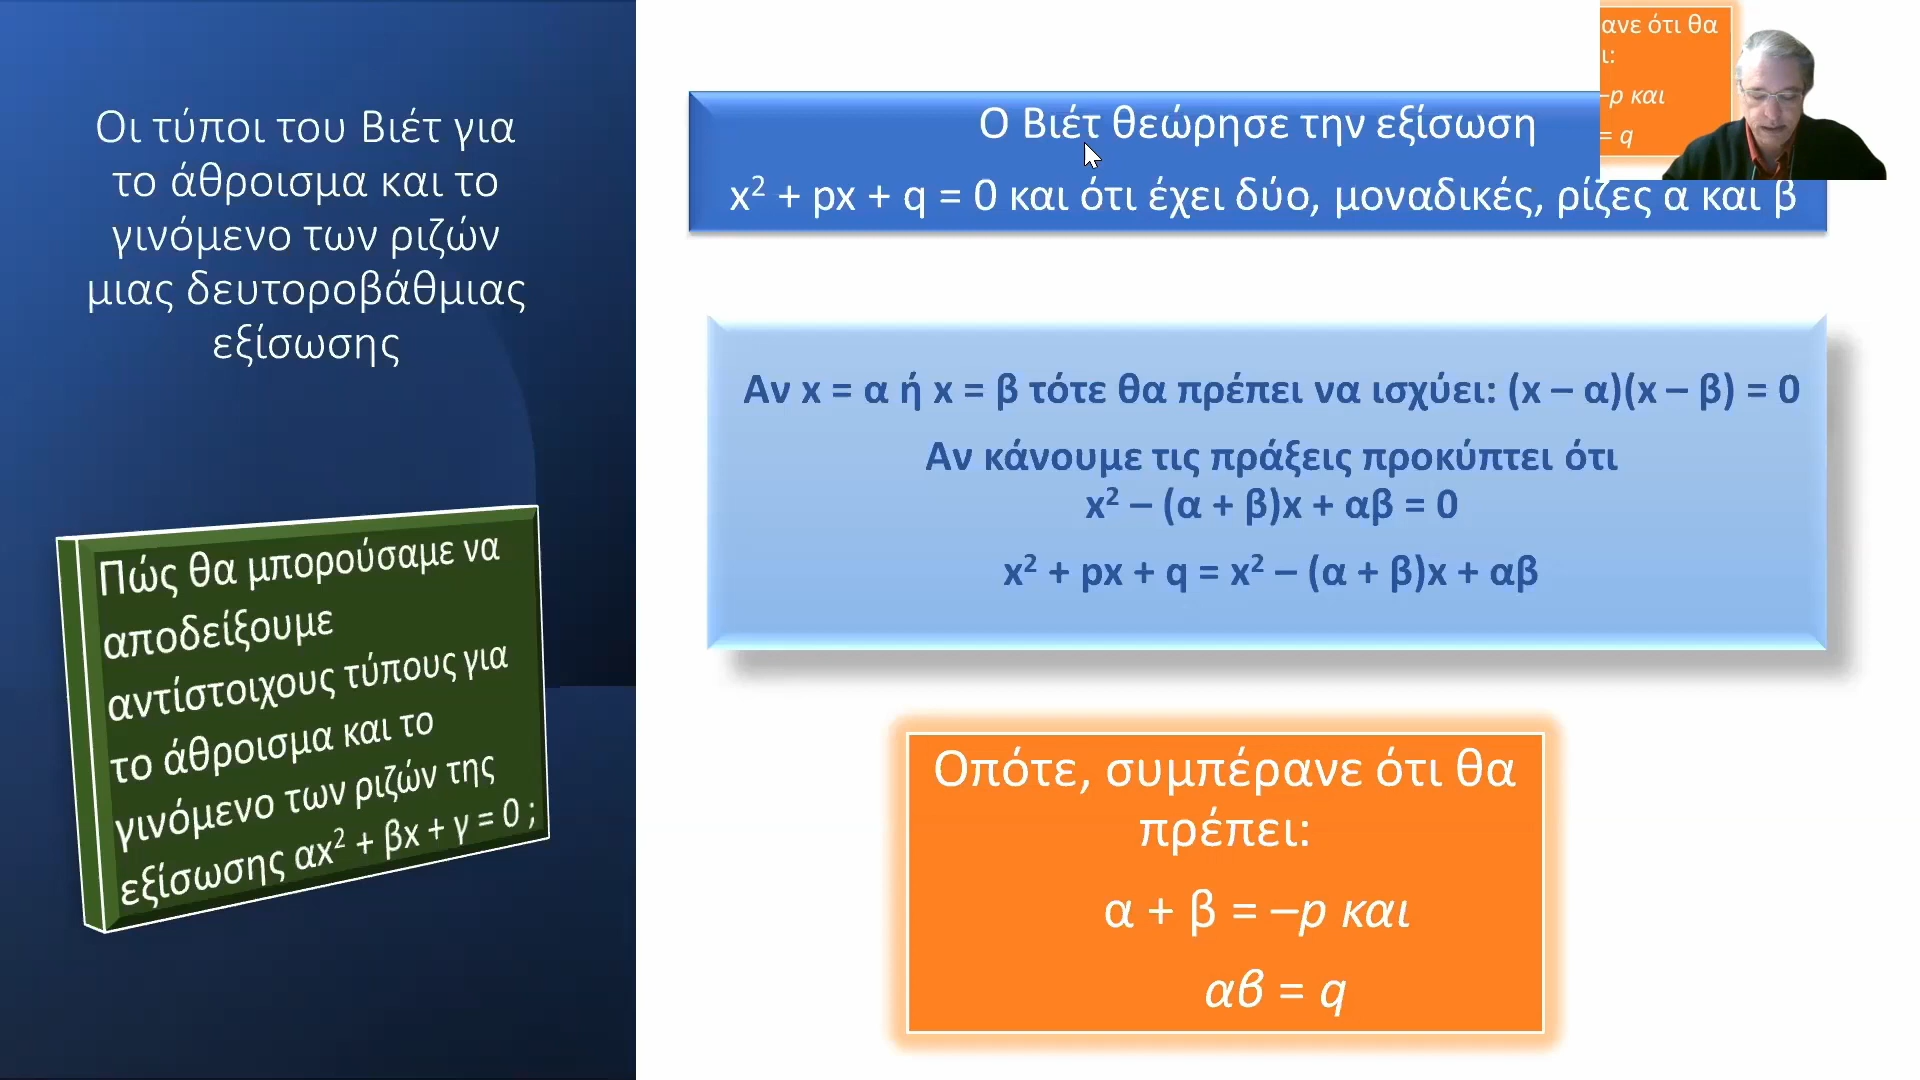 Οι τύποι του Βιέτ για
το άθροισμα και το
γινόμενο των ριζών
μιας δευτοροβάθμιας
εξίσωσης
Πώς θα μπορούσαμε να
αποδείξουμε
αντίστοιχους τύπους για
το άθροισμα και το
γινόμενο των ριζών της
εξίσωσης αx² + βx + γ = 0 ;
Ο Βιέτ θεώρησε την εξίσωση
x² + px + q = 0 και ότι έχει δύο, μοναδικές, ρίζες α και β
Αν x = α ή x = β τότε θα πρέπει να ισχύει: (x – α)(x – β) = 0
Αν κάνουμε τις πράξεις προκύπτει ότι
x² – (α + β)x + αβ = 0
x² + px + q = x² – (α + β)x + αβ
Οπότε, συμπέρανε ότι θα
πρέπει:
α + β = –p και
αβ = q
ανε ότι θα
ι:
–p και
= q